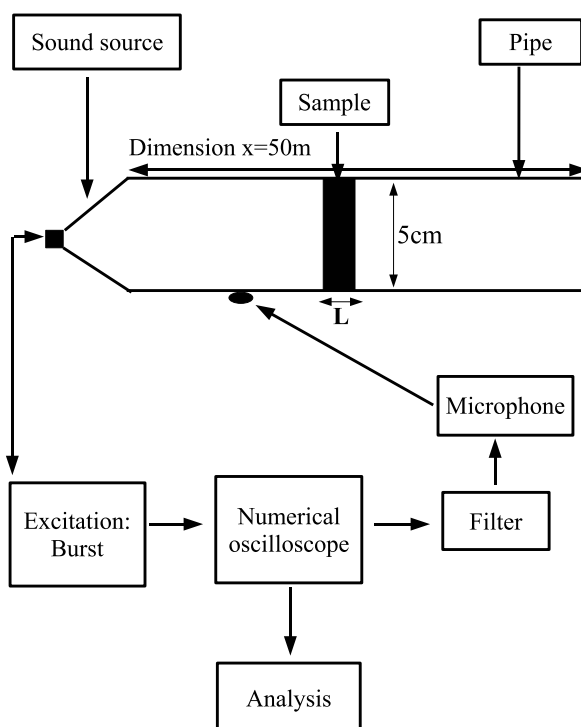 Sound source
Pipe
Sample
Dimension x=50m
5cm
L
Microphone
Excitation:
Burst
Numerical
oscilloscope
Filter
Analysis